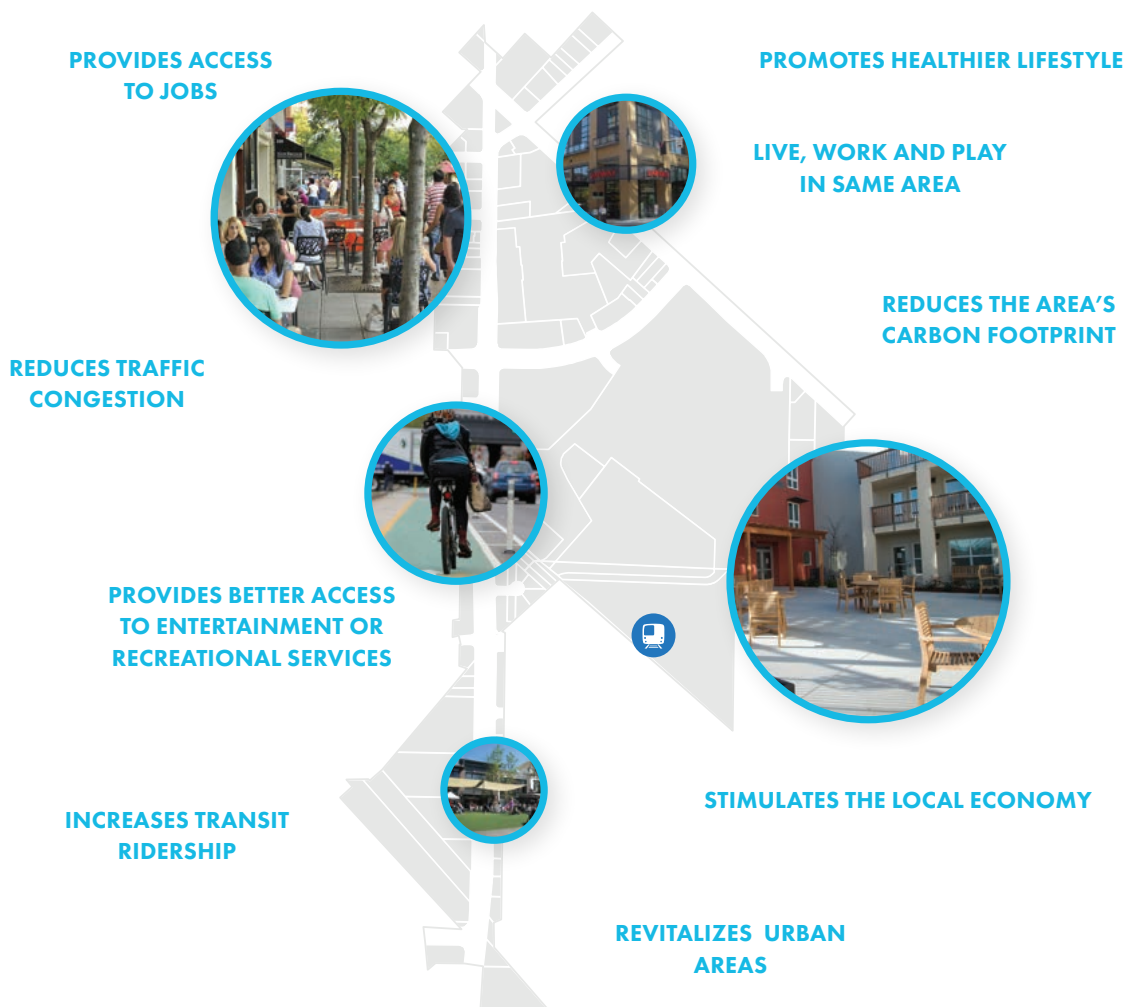 PROVIDES ACCESS
TO JOBS
PROMOTES HEALTHIER LIFESTYLE
LIVE, WORK AND PLAY
IN SAME AREA
REDUCES THE AREA'S
CARBON FOOTPRINT
REDUCES TRAFFIC
CONGESTION
PROVIDES BETTER ACCESS
TO ENTERTAINMENT OR
RECREATIONAL SERVICES
STIMULATES THE LOCAL ECONOMY
INCREASES TRANSIT
RIDERSHIP
REVITALIZES URBAN
AREAS